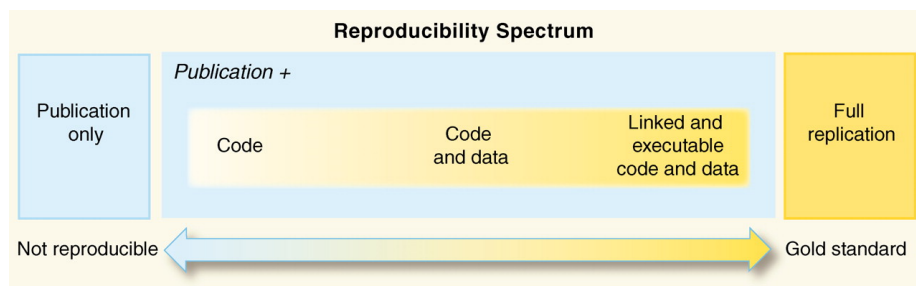 Reproducibility Spectrum
Publication
only
Publication +
Code
Code
and data
Linked and
executable
code and data
Full
replication
Not reproducible
Gold standard